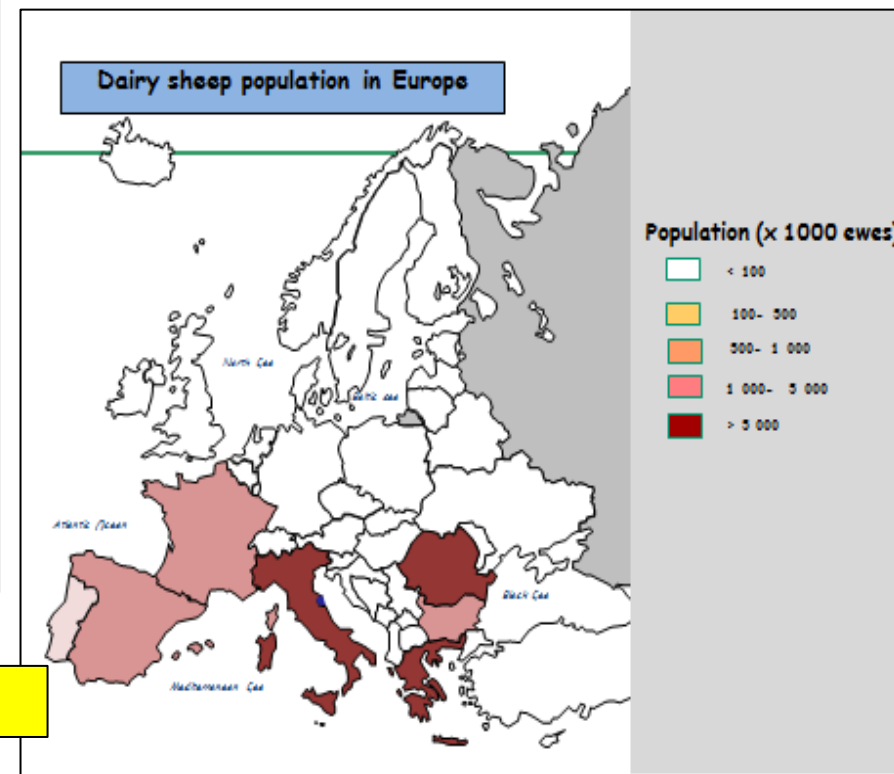 Dairy sheep population in Europe
Population (x 1000 ewes)
< 100
100- 500
500- 1 000
1 000- 5 000
> 5 000
North Sea
Baltic sea
Atlantic Ocean
Black Sea
Mediterranean Sea